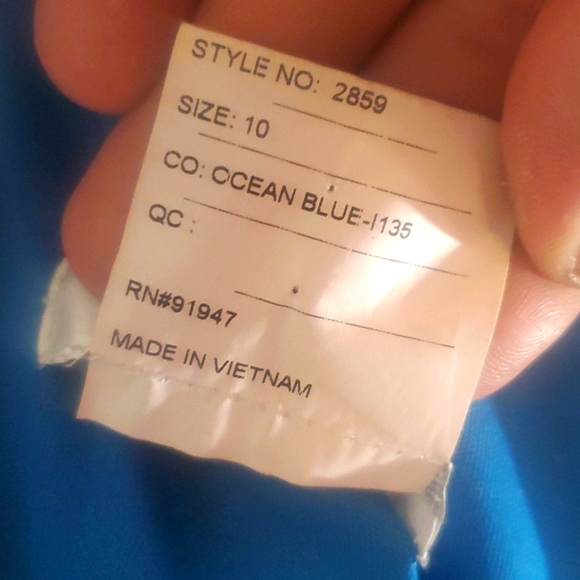 STYLE NO: 2859
SIZE: 10
CO: OCEAN BLUE-I135
QC :
RN#91947
MADE IN VIETNAM